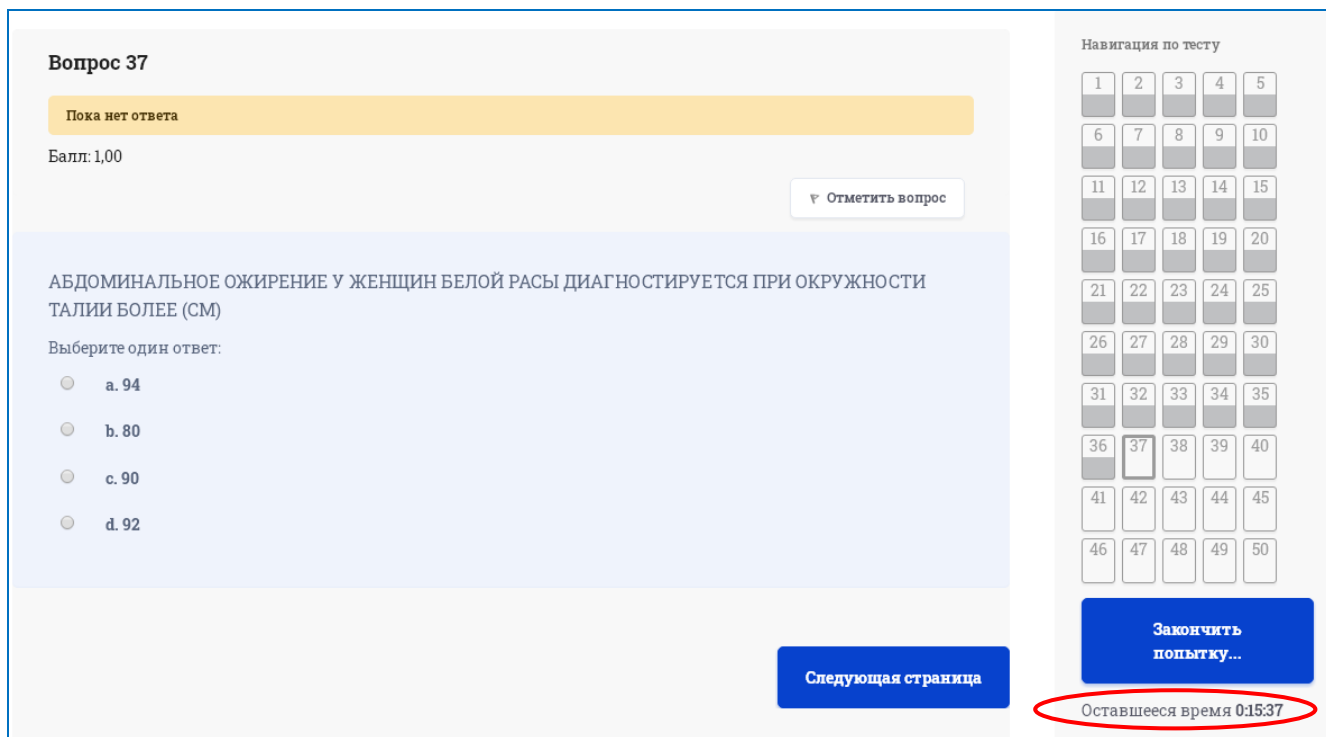 Вопрос 37
Пока нет ответа
Балл: 1,00
Отметить вопрос
АБДОМИНАЛЬНОЕ ОЖИРЕНИЕ У ЖЕНЩИН БЕЛОЙ РАСЫ ДИАГНОСТИРУЕТСЯ ПРИ ОКРУЖНОСТИ
ТАЛИИ БОЛЕЕ (СМ)
Выберите один ответ:
a. 94
b. 80
c. 90
d. 92
Следующая страница
Навигация по тесту
1 2 3 4 5
6 7 8 9 10
11 12 13 14 15
16 17 18 19 20
21 22 23 24 25
26 27 28 29 30
31 32 33 34 35
36 37 38 39 40
41 42 43 44 45
46 47 48 49 50
Закончить
попытку...
Оставшееся время 0:15:37